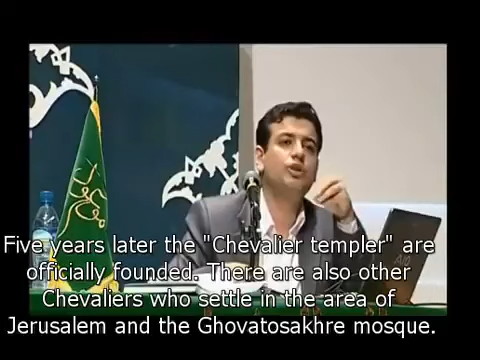 Five years later the "Chevalier templer" are
officially founded. There are also other
Chevaliers who settle in the area of
Jerusalem and the Ghovatosakhre mosque.